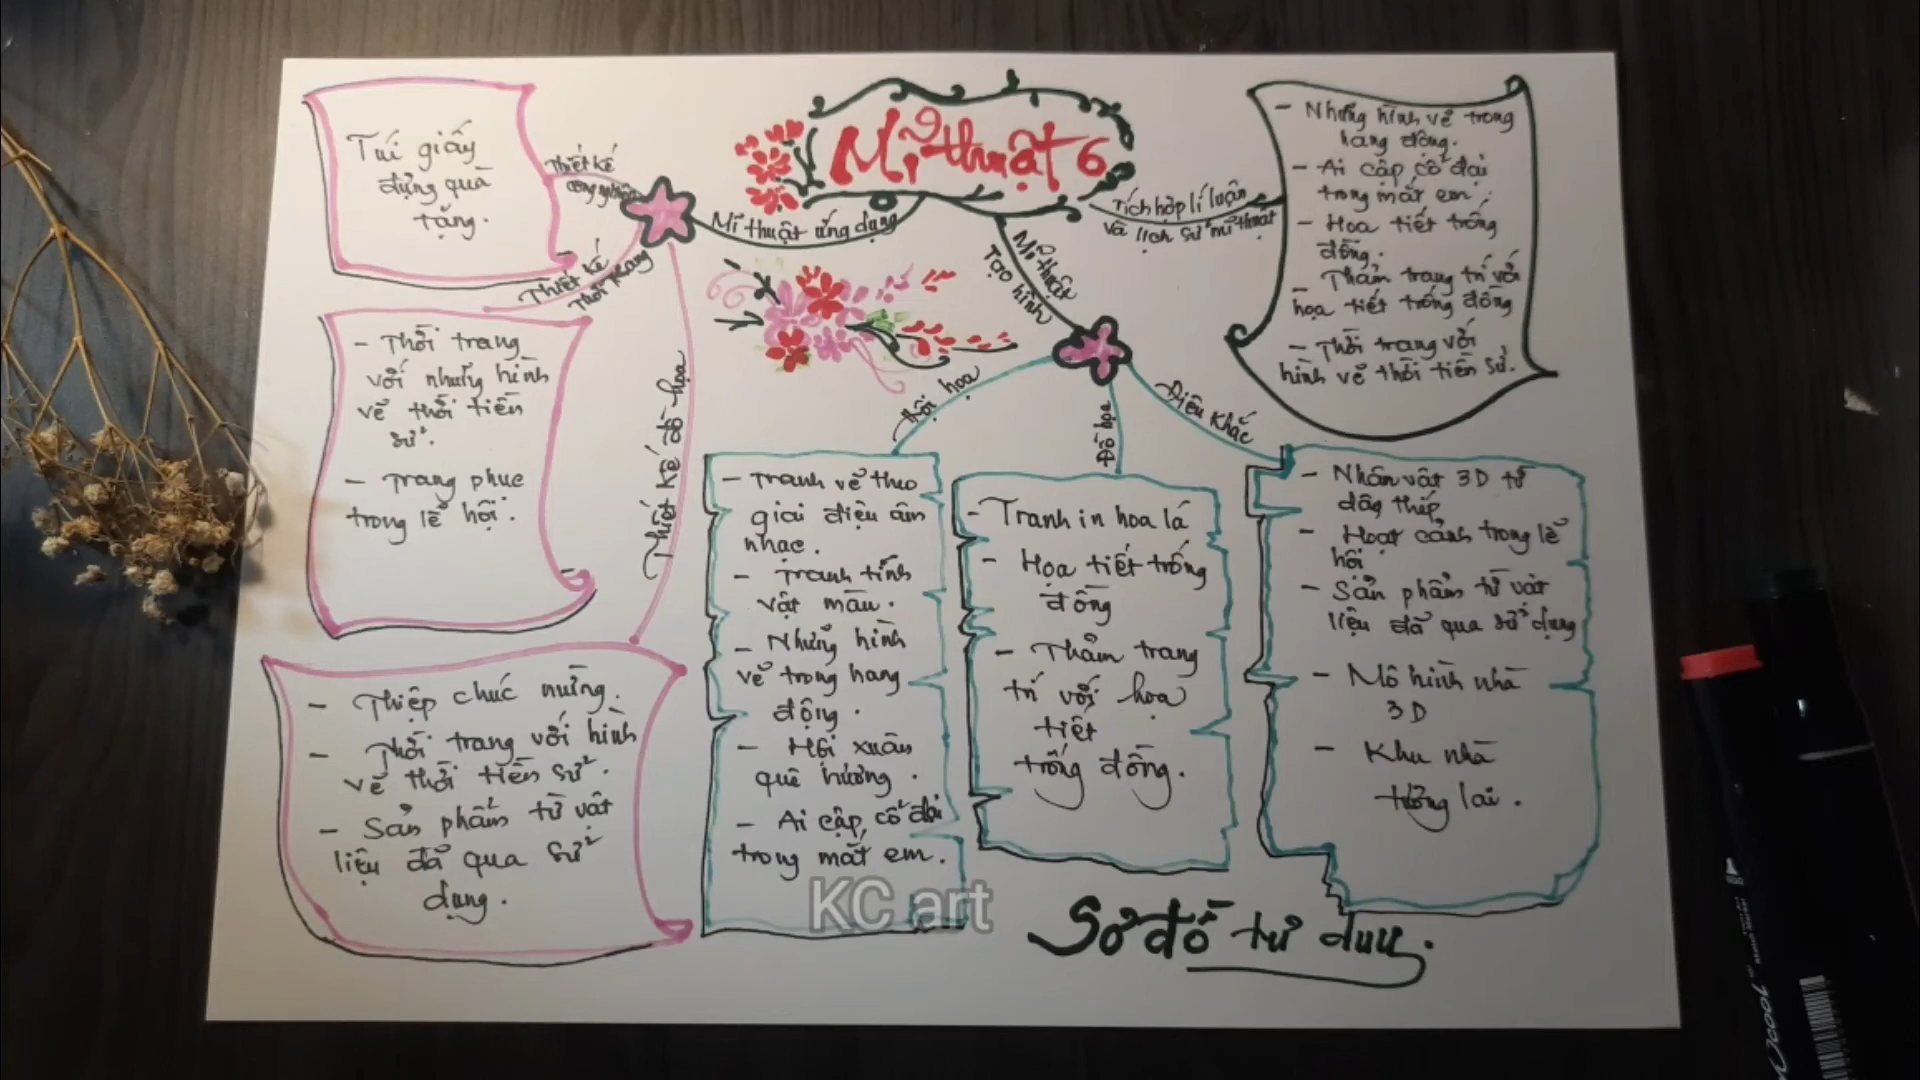 Mĩ thuật 6
Mĩ thuật ứng dụng
Thiết kế
công nghiệp
Túi giấy
đựng quà
tặng.
Thiết kế
Thời trang
- Thời trang
với những hình
vẽ thời tiền
sử.
- Trang phục
trong lễ hội.
Thiết kế đồ họa
- Thiệp chúc mừng.
- Thời trang với hình
vẽ thời tiền sử.
- Sản phẩm từ vật
liệu đã qua sử
dụng.
Mĩ thuật
Tạo hình
Hội họa
- Tranh vẽ theo
giai điệu âm
nhạc.
- Tranh tĩnh
vật màu.
- Những hình
vẽ trong hang
động.
- Hội xuân
quê hương.
- Ai cập cổ đại
trong mắt em.
Đồ họa
- Tranh in hoa lá
- Họa tiết trống
đồng
- Thảm trang
trí với họa
tiết
trống đồng.
Điêu khắc
- Nhân vật 3D từ
dây thép
- Hoạt cảnh trong lễ
hội
- Sản phẩm từ vật
liệu đã qua sử dụng
- Mô hình nhà
3D
- Khu nhà
tương lai.
Tích hợp lí luận
và lịch sử mĩ thuật
- Những hình vẽ trong
hang động.
- Ai cập cổ đại
trong mắt em.
- Họa tiết trống
đồng.
- Thảm trang trí với
họa tiết trống đồng
- Thời trang với
hình vẽ thời tiền sử.
KC art
Sơ đồ tư duy.